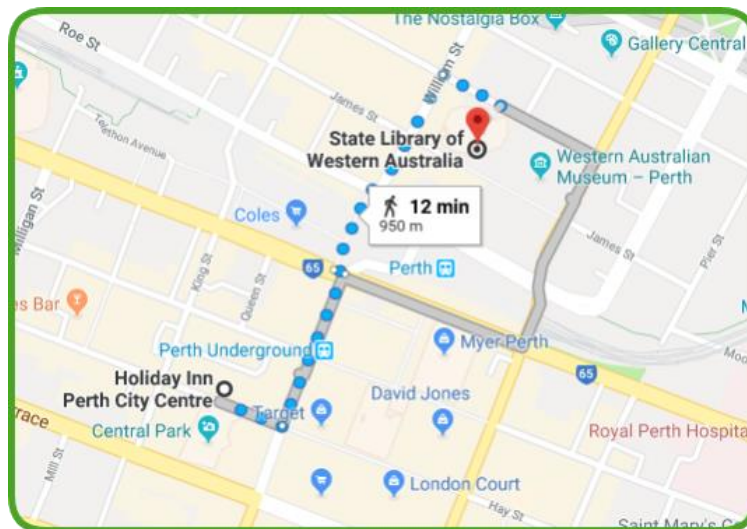 The Nostalgia Box
Gallery Central
Roe St
William St
James St
State Library of
Western Australia
Western Australian
Museum – Perth
Telethon Avenue
12 min
950 m
Coles
Milligan St
King St
Queen St
65
Perth
James St
Pier St
es Bar
Perth Underground
Myer Perth
65
Holiday Inn
Perth City Centre
Target
David Jones
Central Park
Royal Perth Hospita
Mill St
London Court
Hay St
Saint Mary's C